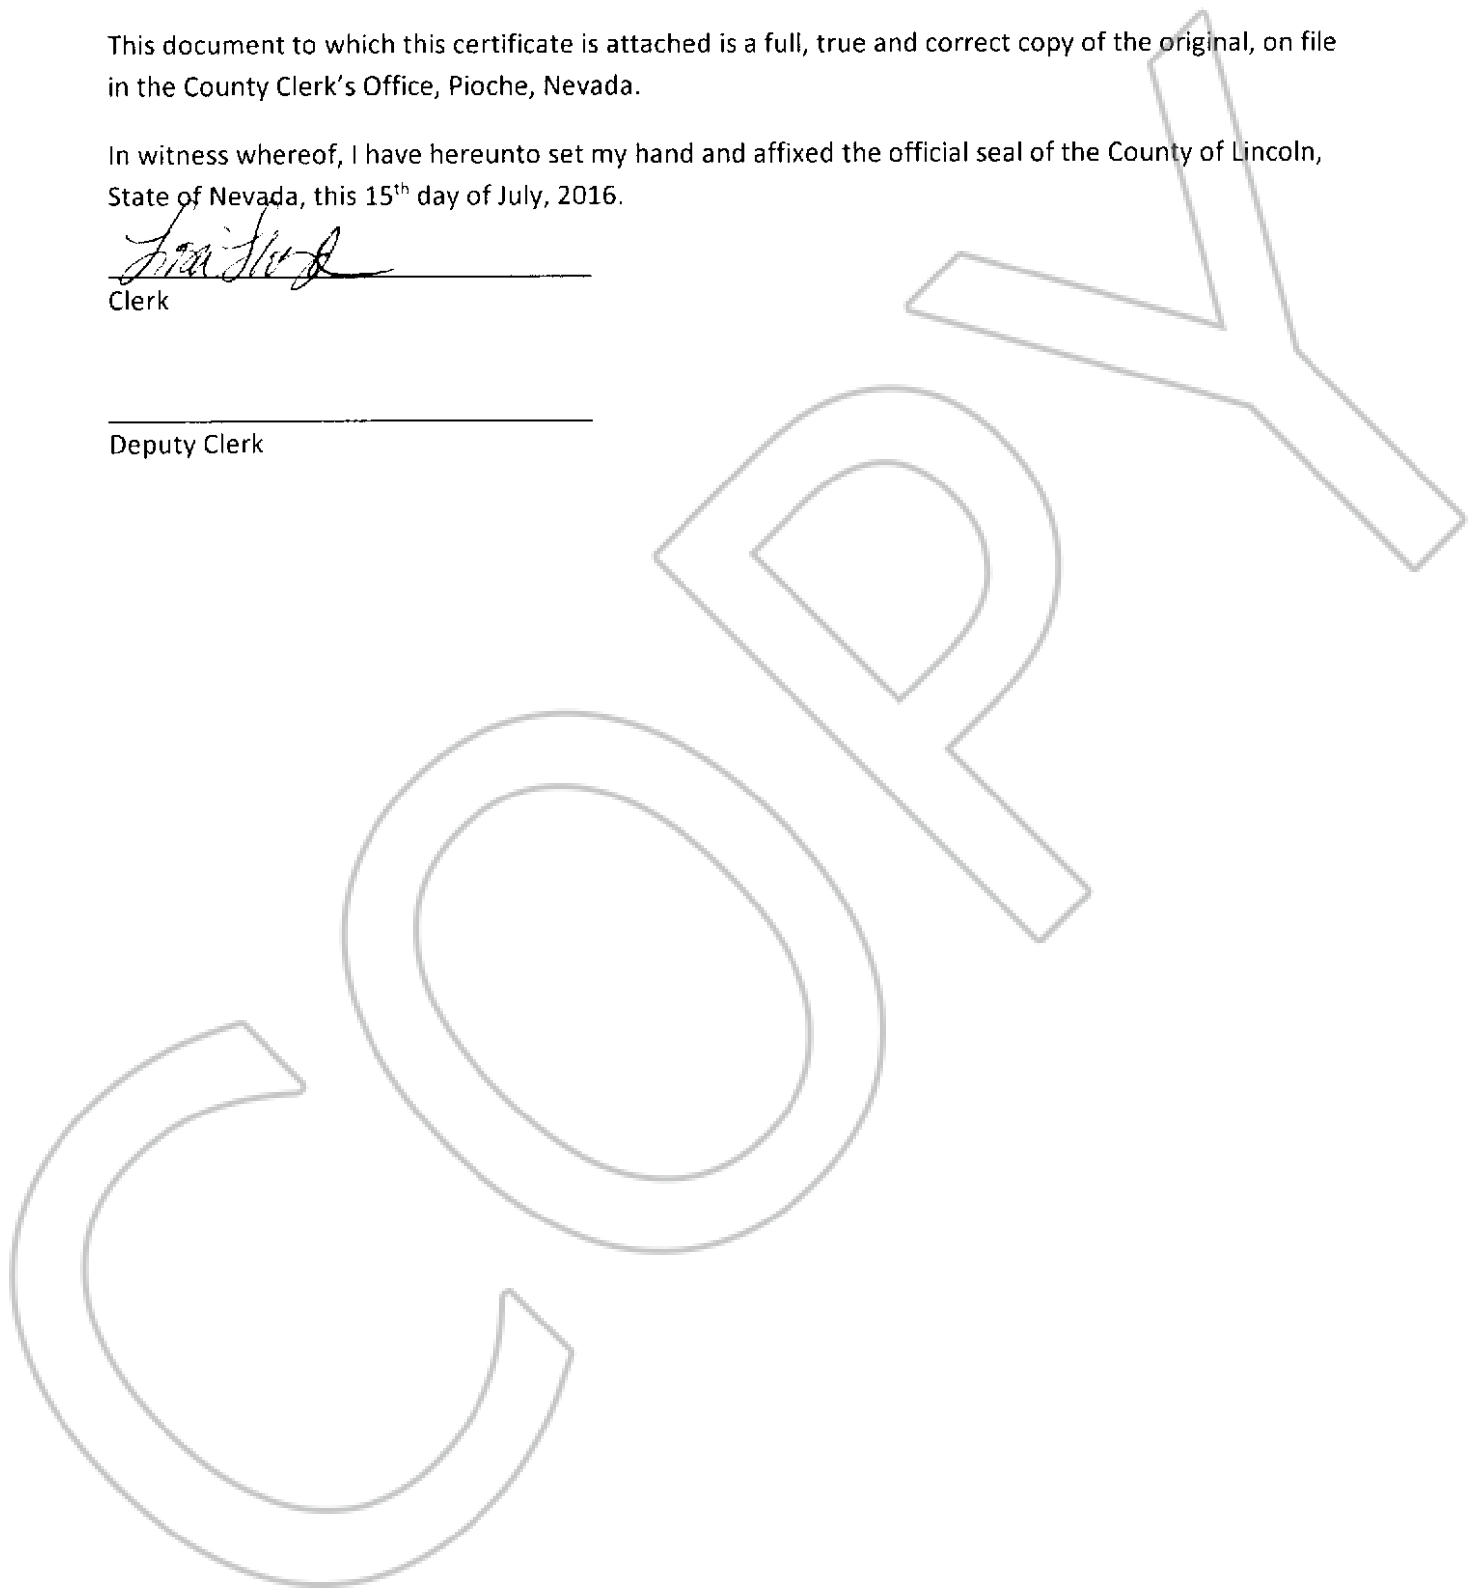 This document to which this certificate is attached is a full, true and correct copy of the original, on file
in the County Clerk's Office, Pioche, Nevada.
In witness whereof, I have hereunto set my hand and affixed the official seal of the County of Lincoln,
State of Nevada, this 15th day of July, 2016.
Clerk
Deputy Clerk
COPY